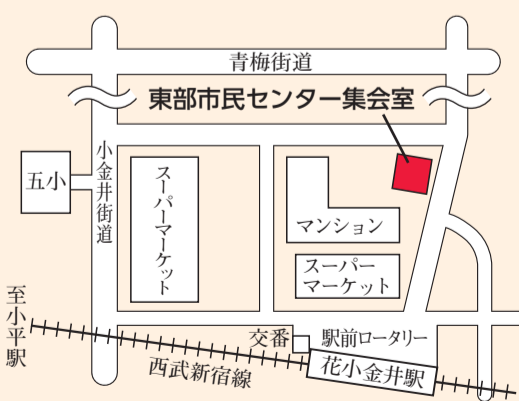 青梅街道
東部市民センター集会室
五小
小金井街道
スーパーマーケット
マンション
スーパー
マーケット
至小平駅
交番
駅前ロータリー
西武新宿線
花小金井駅